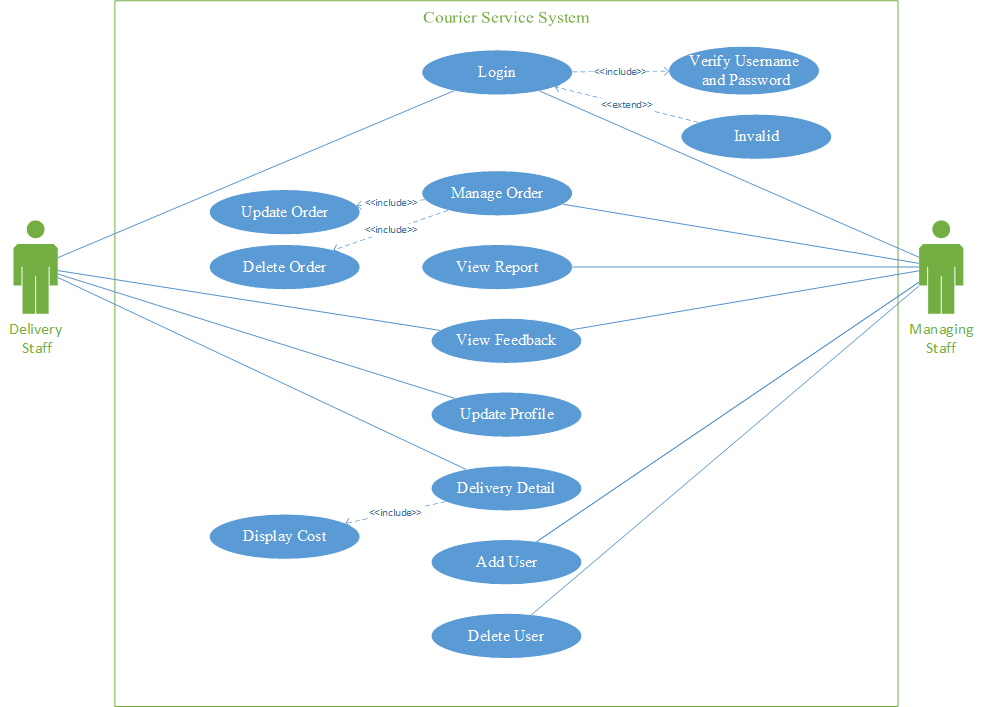 Courier Service System
Login
<<include>>
Verify Username
and Password
<<extend>>
Invalid
Manage Order
<<include>>
Update Order
<<include>>
Delete Order
View Report
Delivery
Staff
Managing
Staff
View Feedback
Update Profile
Delivery Detail
<<include>>
Display Cost
Add User
Delete User